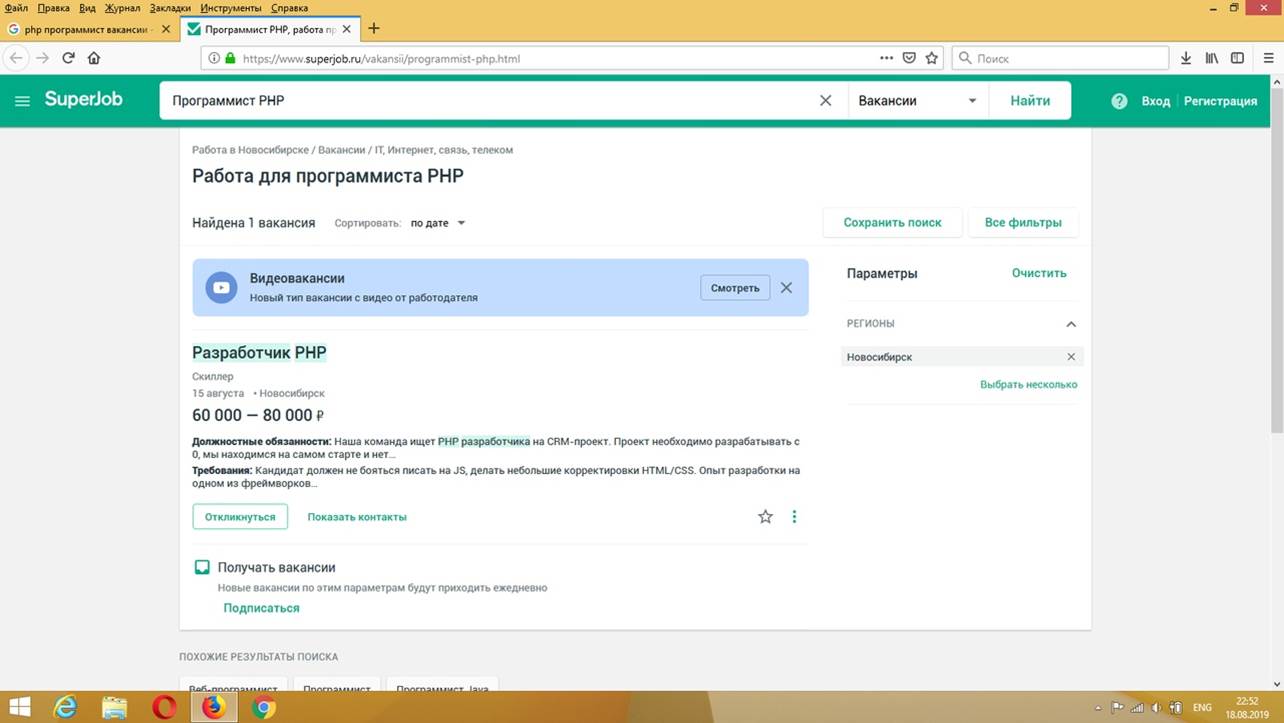 Файл Правка Вид Журнал Закладки Инструменты Справка
php программист вакансии
Программист PHP, работа пр
https://www.superjob.ru/vakansii/programmist-php.html
Поиск
SuperJob
Программист PHP
Вакансии
Найти
Вход
Регистрация
Работа в Новосибирске / Вакансии / IT, Интернет, связь, телеком
Работа для программиста PHP
Найдена 1 вакансия
Сортировать: по дате
Сохранить поиск
Все фильтры
Видеовакансии
Новый тип вакансии с видео от работодателя
Смотреть
Параметры
Очистить
РЕГИОНЫ
Новосибирск
Выбрать несколько
Разработчик PHP
Скиллер
15 августа • Новосибирск
60 000 — 80 000 ₽
Должностные обязанности: Наша команда ищет PHP разработчика на CRM-проект. Проект необходимо разрабатывать с
0, мы находимся на самом старте и нет…
Требования: Кандидат должен не бояться писать на JS, делать небольшие корректировки HTML/CSS. Опыт разработки на
одном из фреймворков…
Откликнуться
Показать контакты
Получать вакансии
Новые вакансии по этим параметрам будут приходить ежедневно
Подписаться
ПОХОЖИЕ РЕЗУЛЬТАТЫ ПОИСКА
Веб-программист
Программист
Программист Java
ENG
22:52
18.08.2019